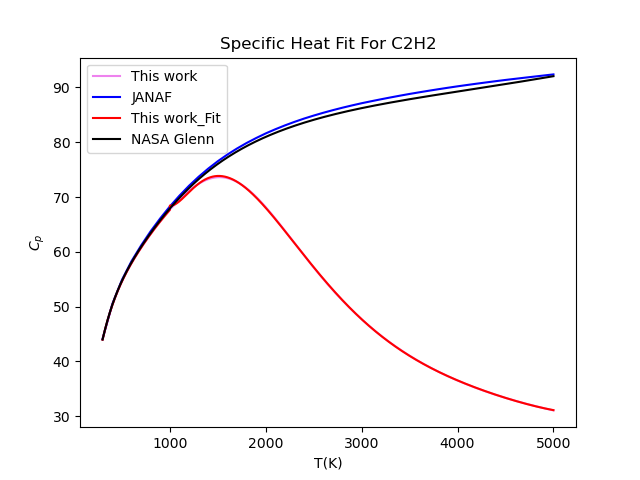 Specific Heat Fit For C2H2
This work
JANAF
This work_Fit
NASA Glenn
90
80
70
60
50
40
30
C_p
1000 2000 3000 4000 5000
T(K)